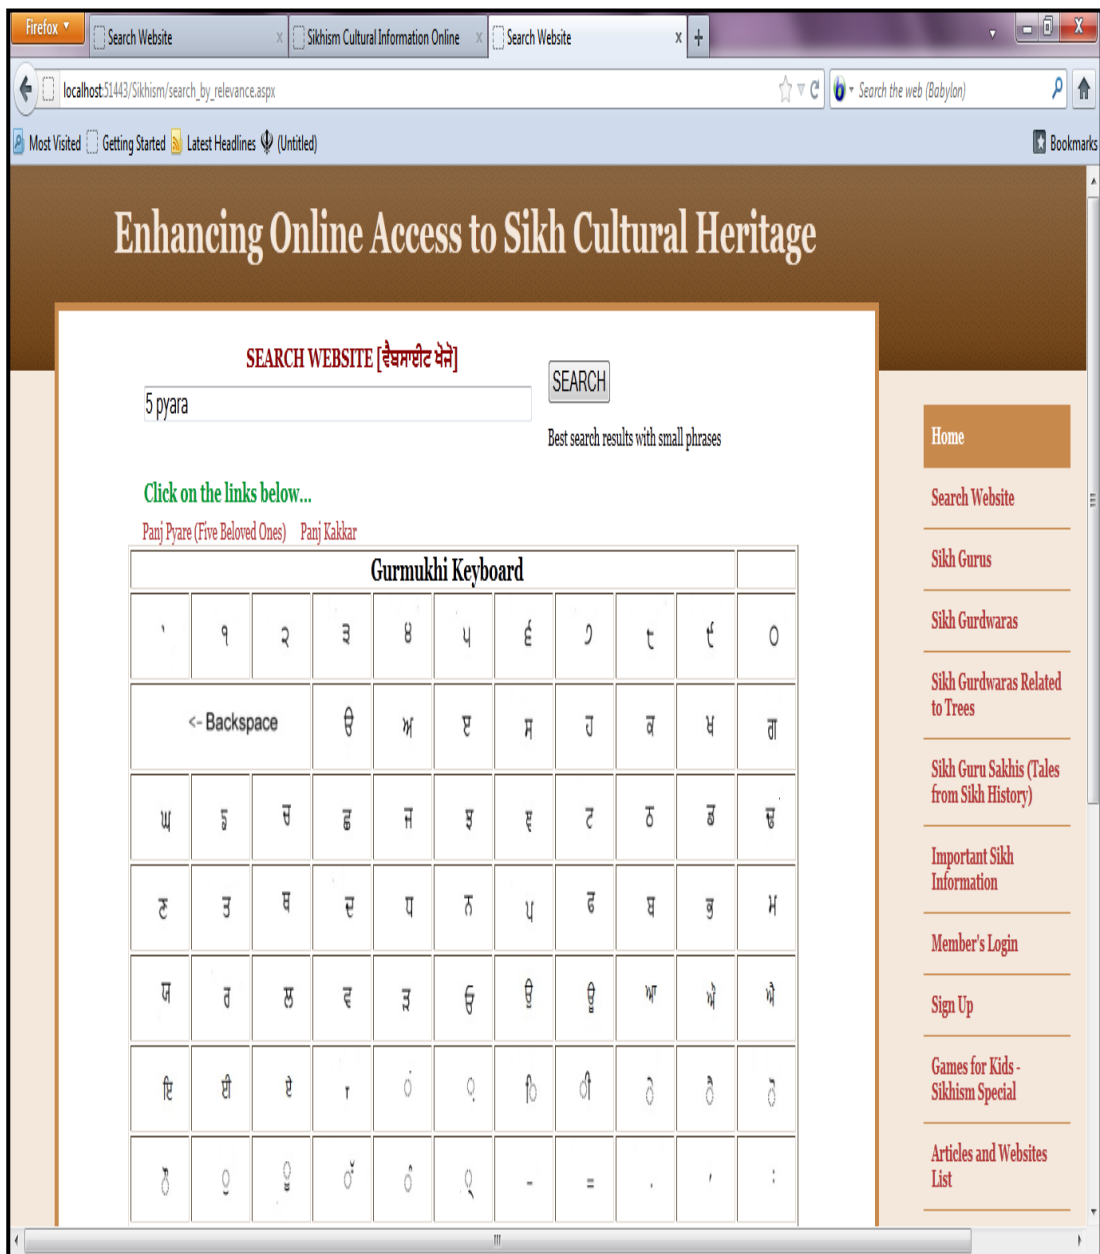 Firefox
Search Website x Sikhism Cultural Information Online x Search Website x +
localhost:51443/Sikhism/search_by_relevance.aspx Search the web (Babylon)
Most Visited Getting Started Latest Headlines (Untitled) Bookmarks
Enhancing Online Access to Sikh Cultural Heritage
SEARCH WEBSITE [ਵੈਬਸਾਈਟ ਖੋਜੋ]
5 pyara SEARCH
Best search results with small phrases
Click on the links below...
Panj Pyare (Five Beloved Ones) Panj Kakkar
Gurmukhi Keyboard
੧ ੨ ੩ ੪ ੫ ੬ ੭ ੮ ੯ ੦
<- Backspace ੳ ਅ ੲ ਸ ਹ ਕ ਖ ਗ
ਘ ਙ ਚ ਛ ਜ ਝ ਞ ਟ ਠ ਡ ਢ
ਣ ਤ ਥ ਦ ਧ ਨ ਪ ਫ ਬ ਭ ਮ
ਯ ਰ ਲ ਵ ੜ ਓ ਉ ਊ ਆ ਐ ਔ
ਇ ਈ ਏ ਾ ਂ ਼ ਿ ੀ ੇ ੈ ੋ
ੌ ੁ ੂ ੱ ੰ ੍ - = . , :
Home
Search Website
Sikh Gurus
Sikh Gurdwaras
Sikh Gurdwaras Related
to Trees
Sikh Guru Sakhis (Tales
from Sikh History)
Important Sikh
Information
Member's Login
Sign Up
Games for Kids -
Sikhism Special
Articles and Websites
List